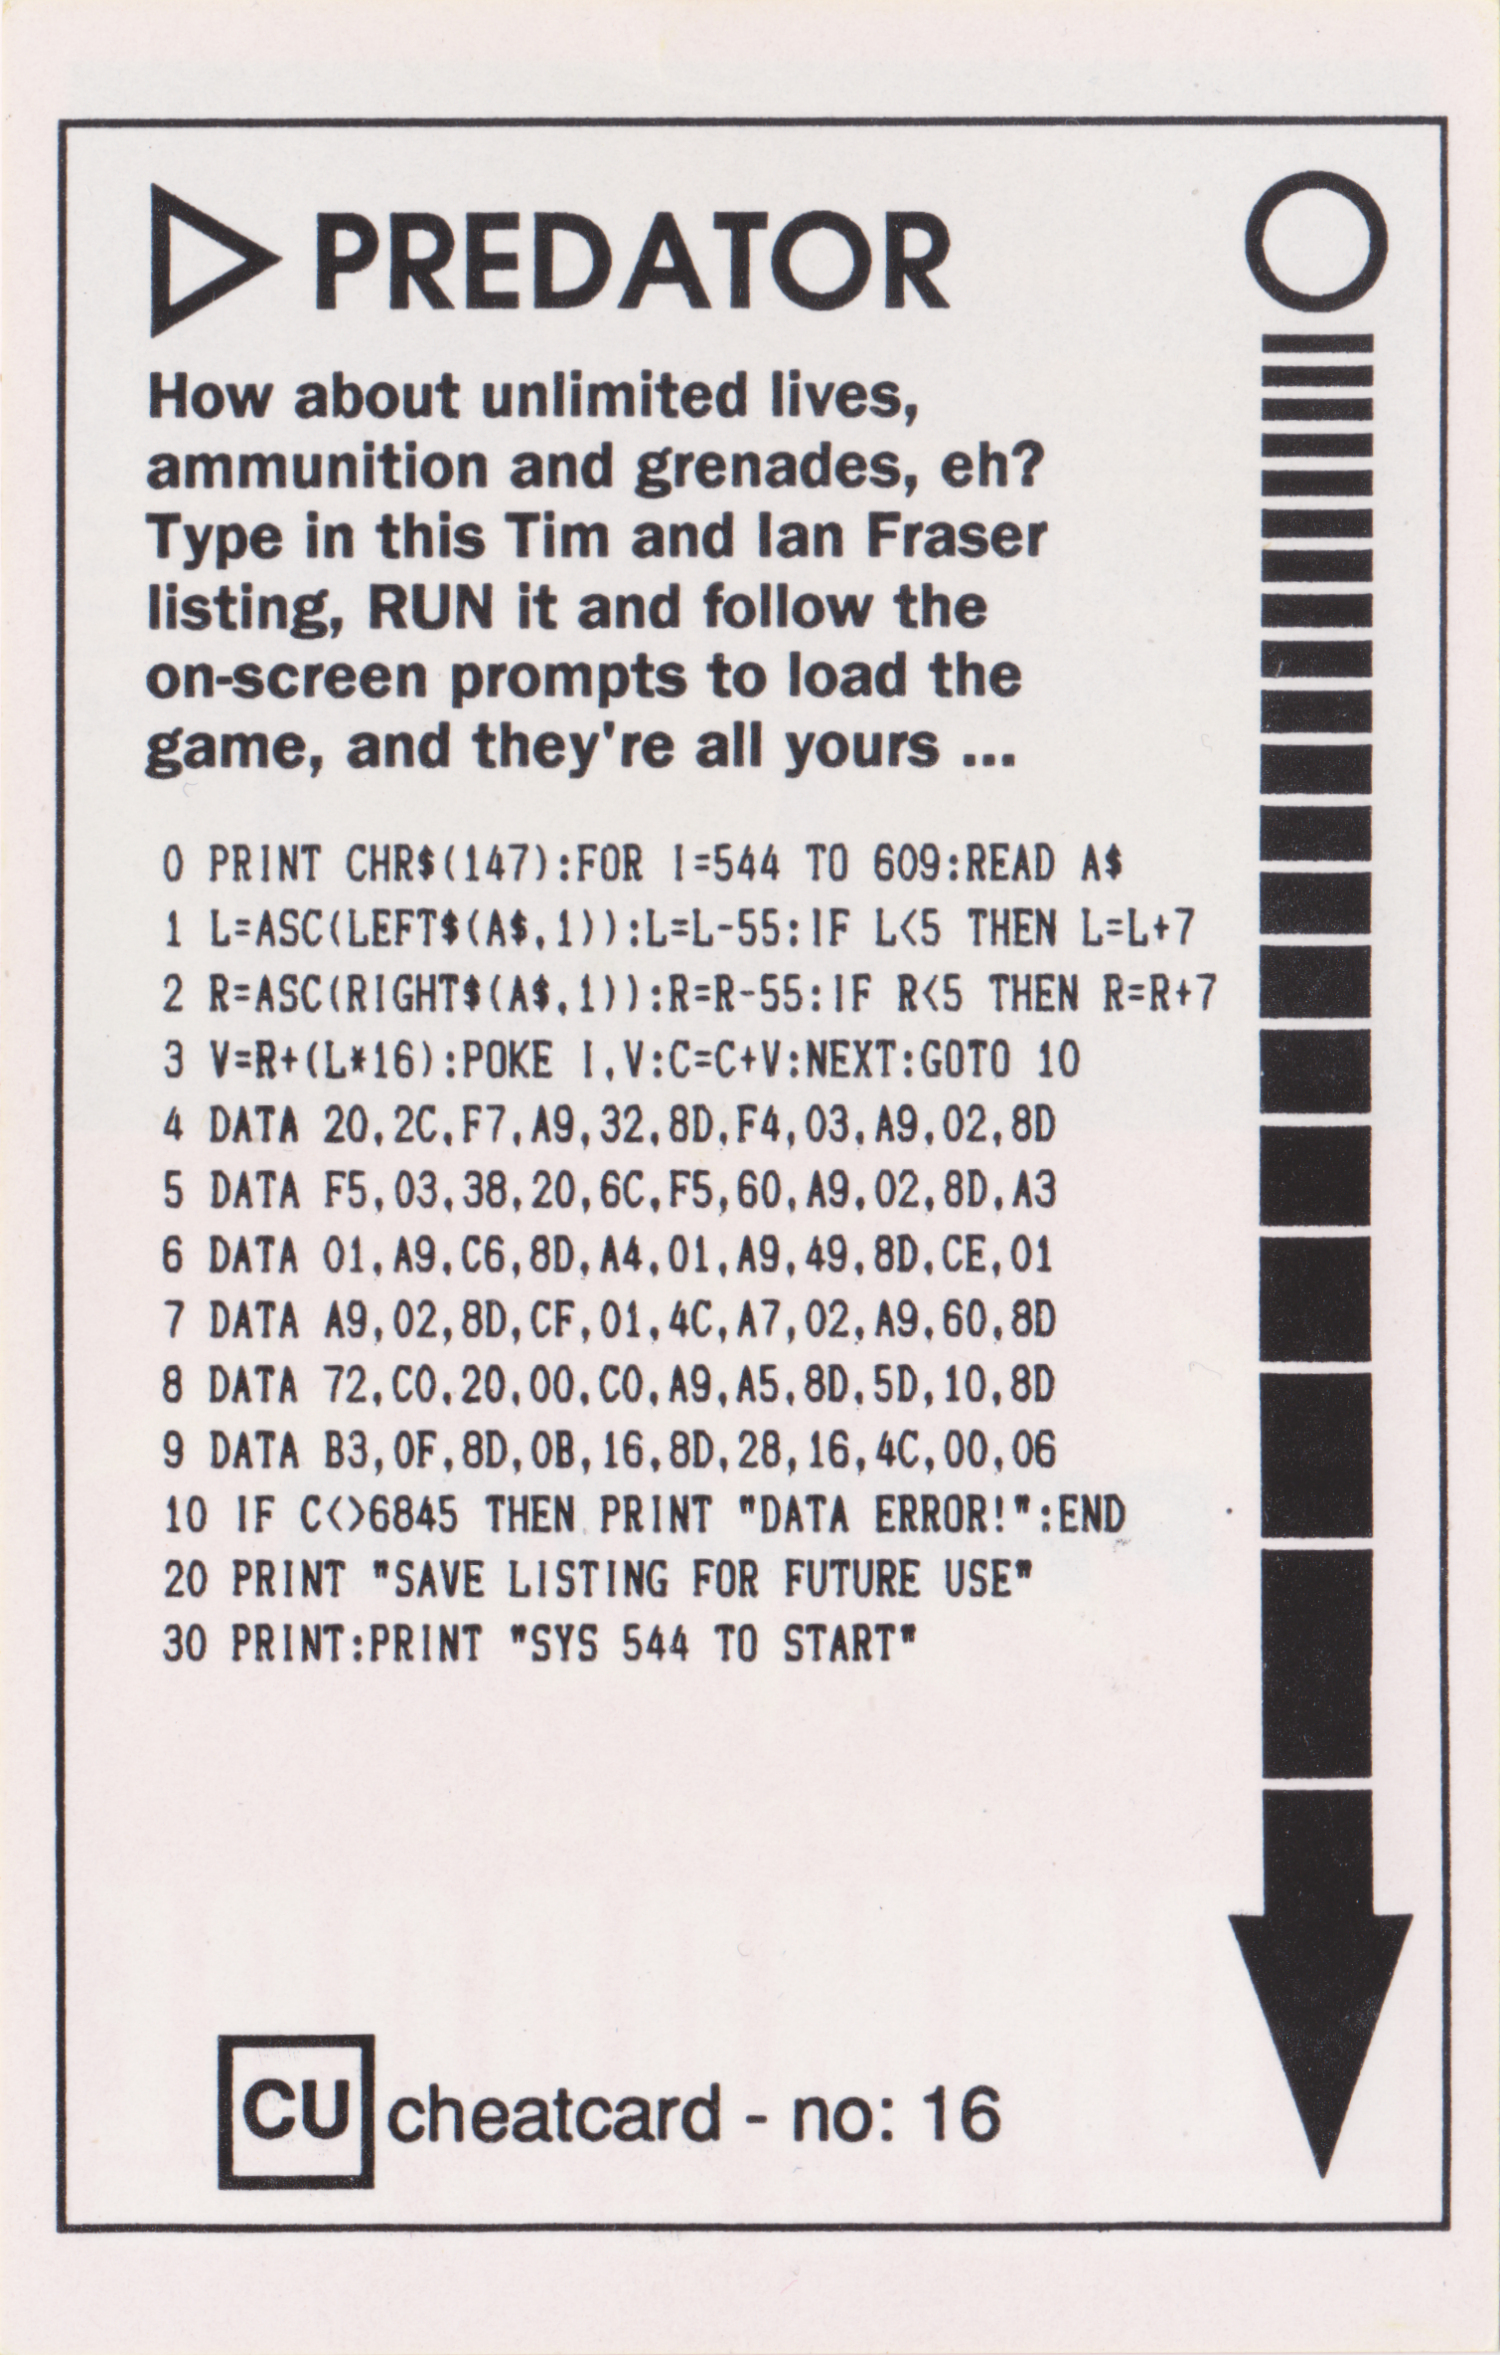 PREDATOR
How about unlimited lives,
ammunition and grenades, eh?
Type in this Tim and Ian Fraser
listing, RUN it and follow the
on-screen prompts to load the
game, and they're all yours ...
0 PRINT CHR$(147):FOR I=544 TO 609:READ A$
1 L=ASC(LEFT$(A$,1)):L=L-55:IF L<5 THEN L=L+7
2 R=ASC(RIGHT$(A$,1)):R=R-55:IF R<5 THEN R=R+7
3 V=R+(L*16):POKE I,V:C=C+V:NEXT:GOTO 10
4 DATA 20,2C,F7,A9,32,8D,F4,03,A9,02,8D
5 DATA F5,03,38,20,6C,F5,60,A9,02,8D,A3
6 DATA 01,A9,C6,8D,A4,01,A9,49,8D,CE,01
7 DATA A9,02,8D,CF,01,4C,A7,02,A9,60,8D
8 DATA 72,C0,20,00,C0,A9,A5,8D,5D,10,8D
9 DATA B3,0F,8D,0B,16,8D,28,16,4C,00,06
10 IF C<>6845 THEN PRINT "DATA ERROR!":END
20 PRINT "SAVE LISTING FOR FUTURE USE"
30 PRINT:PRINT "SYS 544 TO START"
CU cheatcard - no: 16